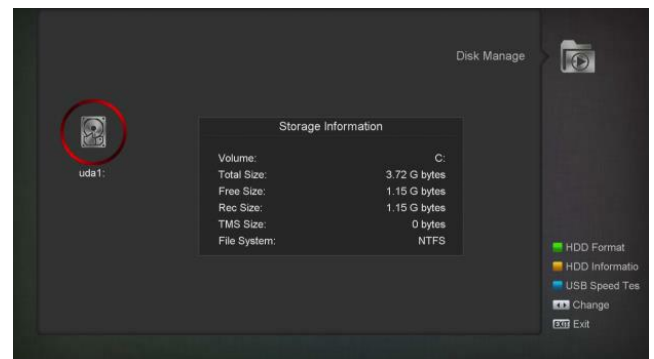 Disk Manage
uda1:
Storage Information
Volume: C:
Total Size: 3.72 G bytes
Free Size: 1.15 G bytes
Rec Size: 1.15 G bytes
TMS Size: 0 bytes
File System: NTFS
HDD Format
HDD Informatio
USB Speed Tes
Change
EXIT Exit